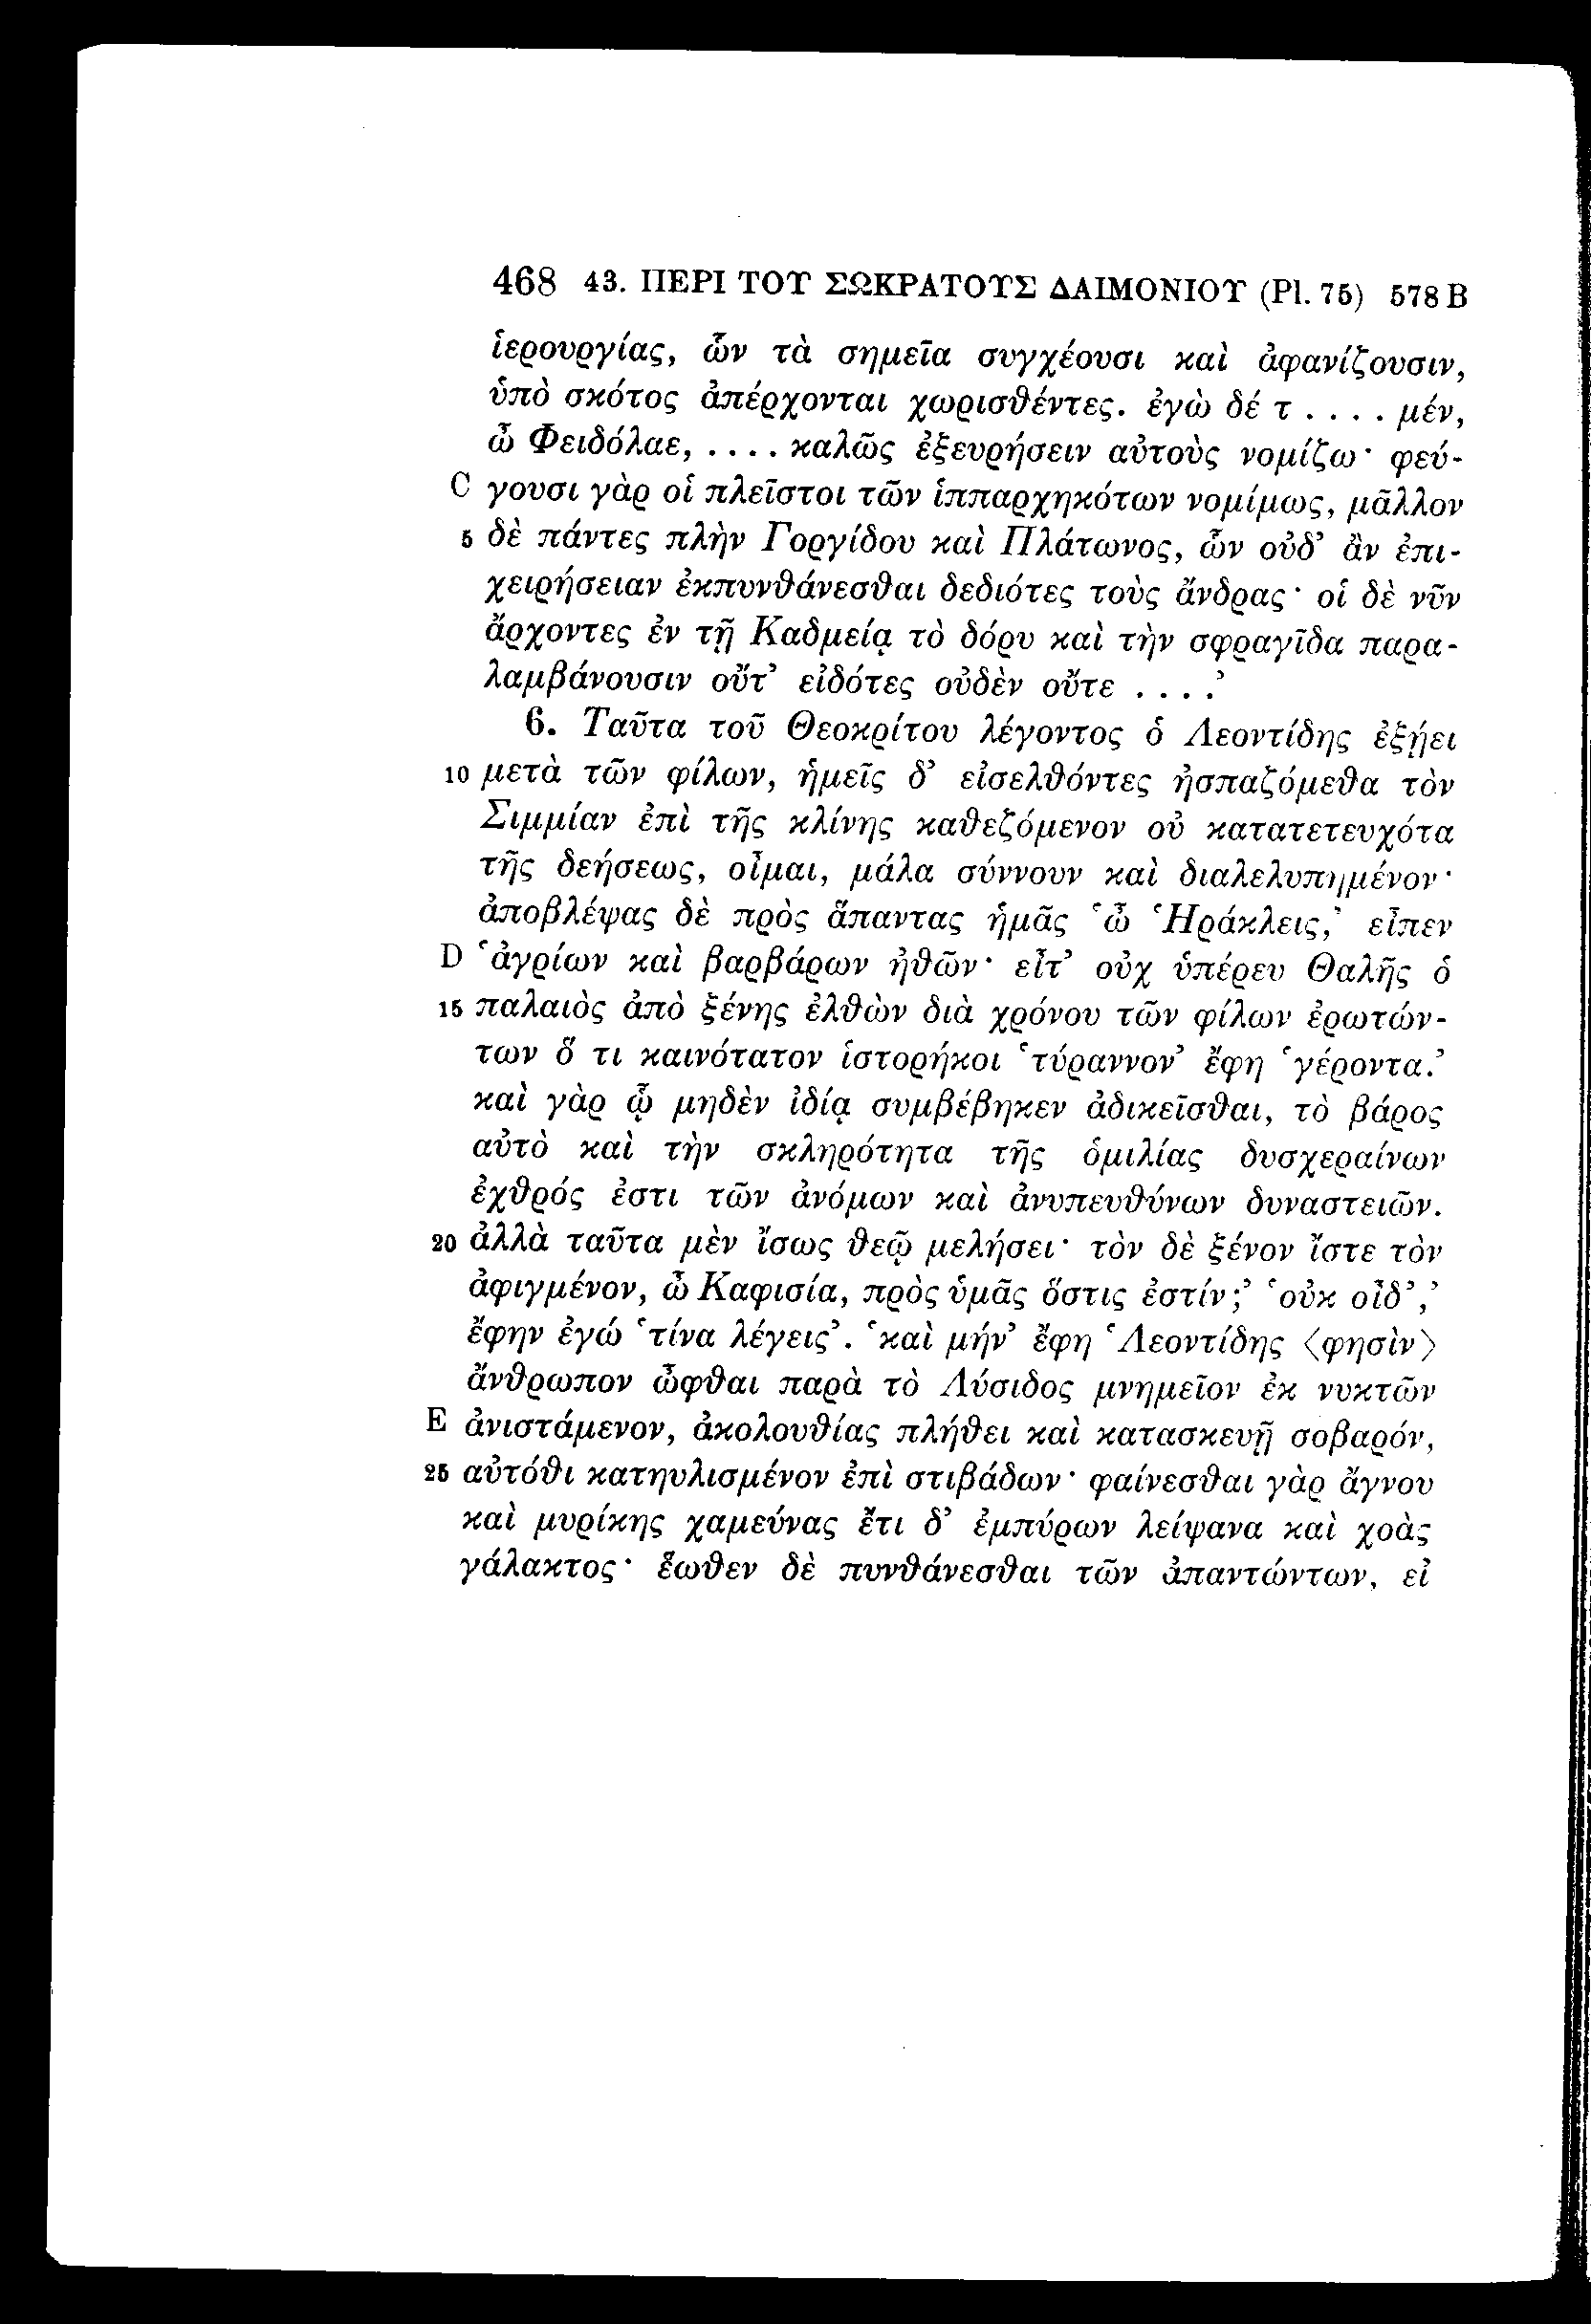 468 43. ΠΕΡΙ ΤΟΥ ΣΩΚΡΑΤΟΥΣ ΔΑΙΜΟΝΙΟΥ (Pl. 75) 578 B
ἱερουργίας, ὧν τὰ σημεῖα συγχέουσι καὶ ἀφανίζουσιν,
ὑπὸ σκότος ἀπέρχονται χωρισθέντες. ἐγὼ δέ τ . . . . μέν,
ὦ Φειδόλαε, . . . . καλῶς ἐξευρήσειν αὐτοὺς νομίζω· φεύ-
C γουσι γὰρ οἱ πλεῖστοι τῶν ἱππαρχηκότων νομίμως, μᾶλλον
5 δὲ πάντες πλὴν Γοργίδου καὶ Πλάτωνος, ὧν οὐδ’ ἂν ἐπι-
χειρήσειαν ἐκπυνθάνεσθαι δεδιότες τοὺς ἄνδρας· οἱ δὲ νῦν
ἄρχοντες ἐν τῇ Καδμείᾳ τὸ δόρυ καὶ τὴν σφραγῖδα παρα-
λαμβάνουσιν οὔτ’ εἰδότες οὐδὲν οὔτε . . . .’
6. Ταῦτα τοῦ Θεοκρίτου λέγοντος ὁ Λεοντίδης ἐξῄει
10 μετὰ τῶν φίλων, ἡμεῖς δ’ εἰσελθόντες ἠσπαζόμεθα τὸν
Σιμμίαν ἐπὶ τῆς κλίνης καθεζόμενον οὐ κατατετευχότα
τῆς δεήσεως, οἶμαι, μάλα σύννουν καὶ διαλελυπημένον·
ἀποβλέψας δὲ πρὸς ἅπαντας ἡμᾶς ‘ὦ Ἡράκλεις,’ εἶπεν
D ‘ἀγρίων καὶ βαρβάρων ἠθῶν· εἶτ’ οὐχ ὑπέρευ Θαλῆς ὁ
15 παλαιὸς ἀπὸ ξένης ἐλθὼν διὰ χρόνου τῶν φίλων ἐρωτών-
των ὅ τι καινότατον ἱστορήκοι ‘τύραννον’ ἔφη ‘γέροντα.’
καὶ γὰρ ᾧ μηδὲν ἰδίᾳ συμβέβηκεν ἀδικεῖσθαι, τὸ βάρος
αὐτὸ καὶ τὴν σκληρότητα τῆς ὁμιλίας δυσχεραίνων
ἐχθρός ἐστι τῶν ἀνόμων καὶ ἀνυπευθύνων δυναστειῶν.
20 ἀλλὰ ταῦτα μὲν ἴσως θεῷ μελήσει· τὸν δὲ ξένον ἴστε τὸν
ἀφιγμένον, ὦ Καφισία, πρὸς ὑμᾶς ὅστις ἐστίν;’ ‘οὐκ οἶδ’,’
ἔφην ἐγώ ‘τίνα λέγεις’. ‘καὶ μήν’ ἔφη ‘Λεοντίδης ⟨φησὶν⟩
ἄνθρωπον ὦφθαι παρὰ τὸ Λύσιδος μνημεῖον ἐκ νυκτῶν
E ἀνιστάμενον, ἀκολουθίας πλήθει καὶ κατασκευῇ σοβαρόν,
25 αὐτόθι κατηυλισμένον ἐπὶ στιβάδων· φαίνεσθαι γὰρ ἄγνου
καὶ μυρίκης χαμεύνας ἔτι δ’ ἐμπύρων λείψανα καὶ χοὰς
γάλακτος· ἕωθεν δὲ πυνθάνεσθαι τῶν ἀπαντώντων, εἰ